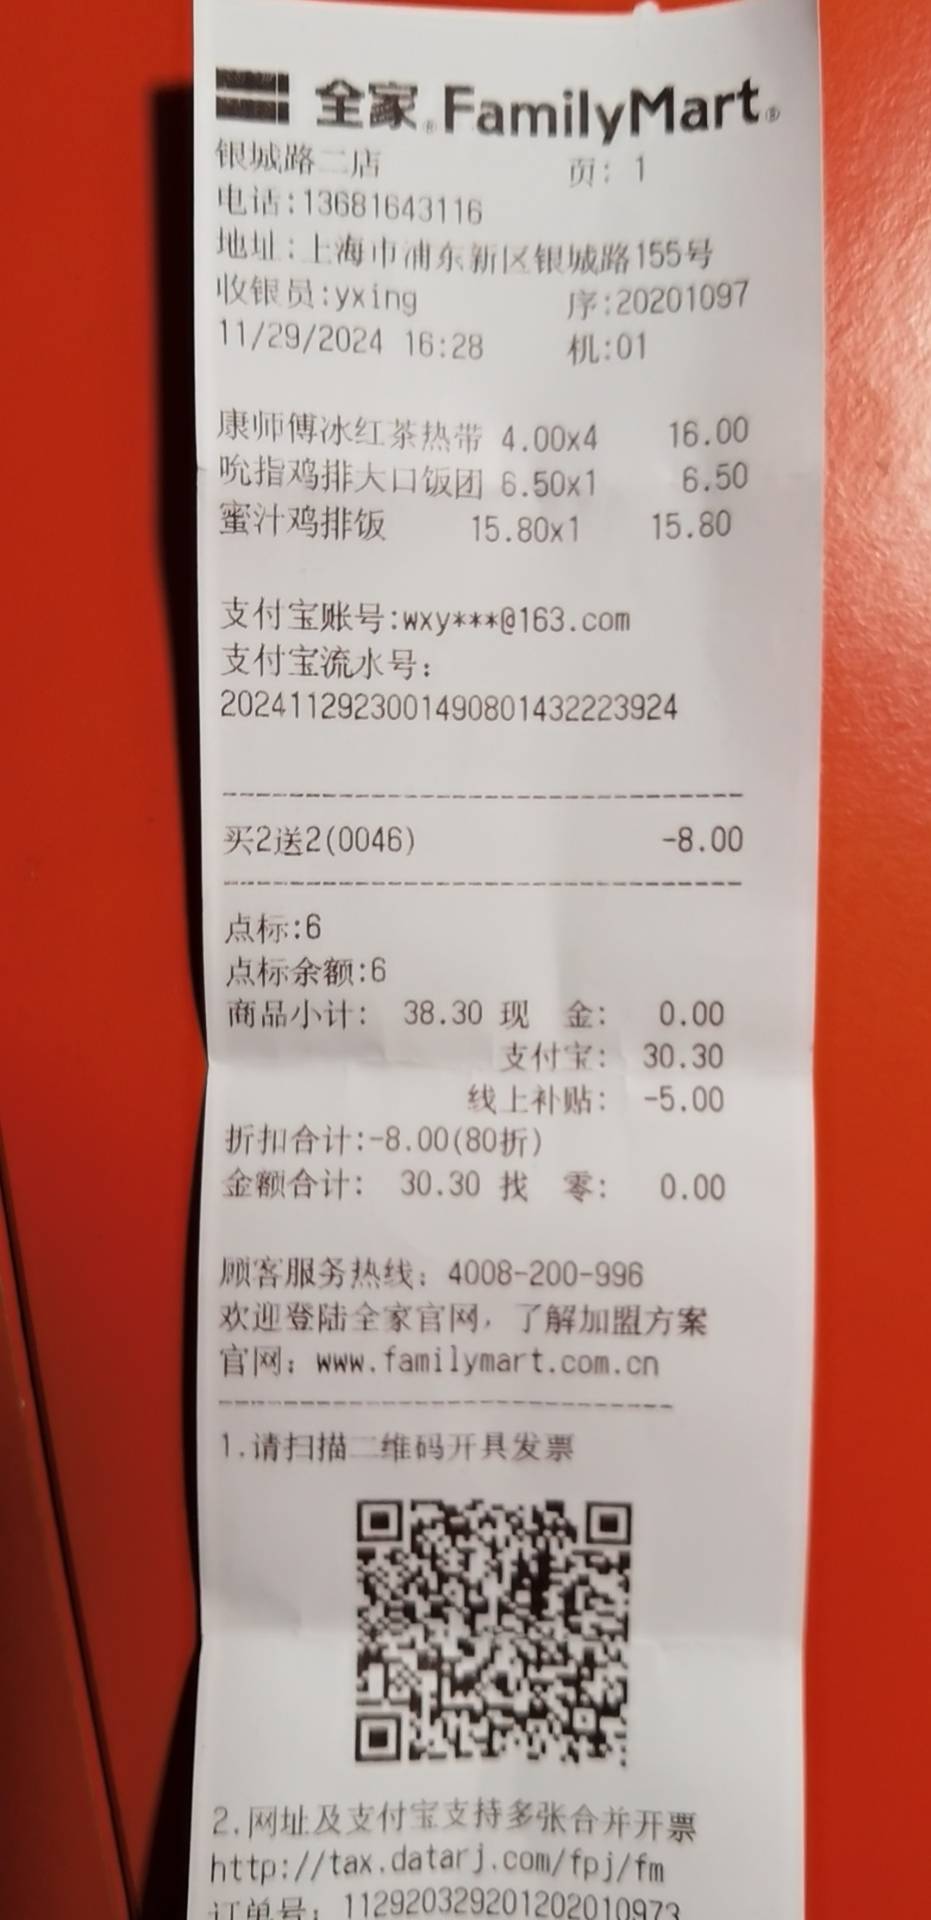 全家 FamilyMart
银城路二店 页: 1
电话:13681643116
地址:上海市浦东新区银城路155号
收银员:yxing 序:20201097
11/29/2024 16:28 机:01
康师傅冰红茶热带 4.00x4 16.00
吮指鸡排大口饭团 6.50x1 6.50
蜜汁鸡排饭 15.80x1 15.80
支付宝账号:wxy***@163.com
支付宝流水号:
2024112923001490801432223924
买2送2(0046) -8.00
点标:6
点标余额:6
商品小计: 38.30 现 金: 0.00
支付宝: 30.30
线上补贴: -5.00
折扣合计:-8.00(80折)
金额合计: 30.30 找 零: 0.00
顾客服务热线: 4008-200-996
欢迎登陆全家官网,了解加盟方案
官网: www.familymart.com.cn
1.请扫描二维码开具发票
2.网址及支付宝支持多张合并开票
http://tax.datarj.com/fpj/fm
订单号: 112920329201202010973